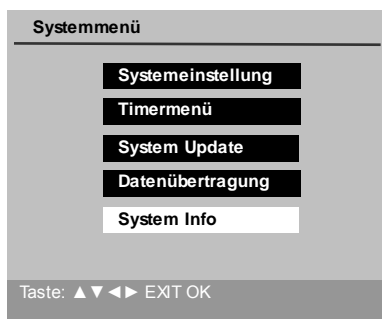 Systemmenü
Systemeinstellung
Timermenü
System Update
Datenübertragung
System Info
Taste: ▲▼◄► EXIT OK